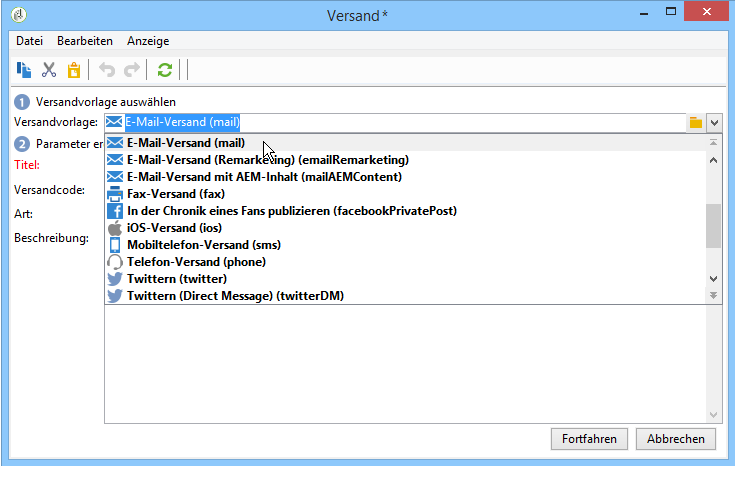 Versand*
Datei Bearbeiten Anzeige
1 Versandvorlage auswählen
Versandvorlage: E-Mail-Versand (mail)
2 Parameter er
E-Mail-Versand (mail)
Titel: E-Mail-Versand (Remarketing) (emailRemarketing)
E-Mail-Versand mit AEM-Inhalt (mailAEMContent)
Versandcode: Fax-Versand (fax)
Art: In der Chronik eines Fans publizieren (facebookPrivatePost)
iOS-Versand (ios)
Beschreibung: Mobiltelefon-Versand (sms)
Telefon-Versand (phone)
Twittern (twitter)
Twittern (Direct Message) (twitterDM)
Fortfahren Abbrechen